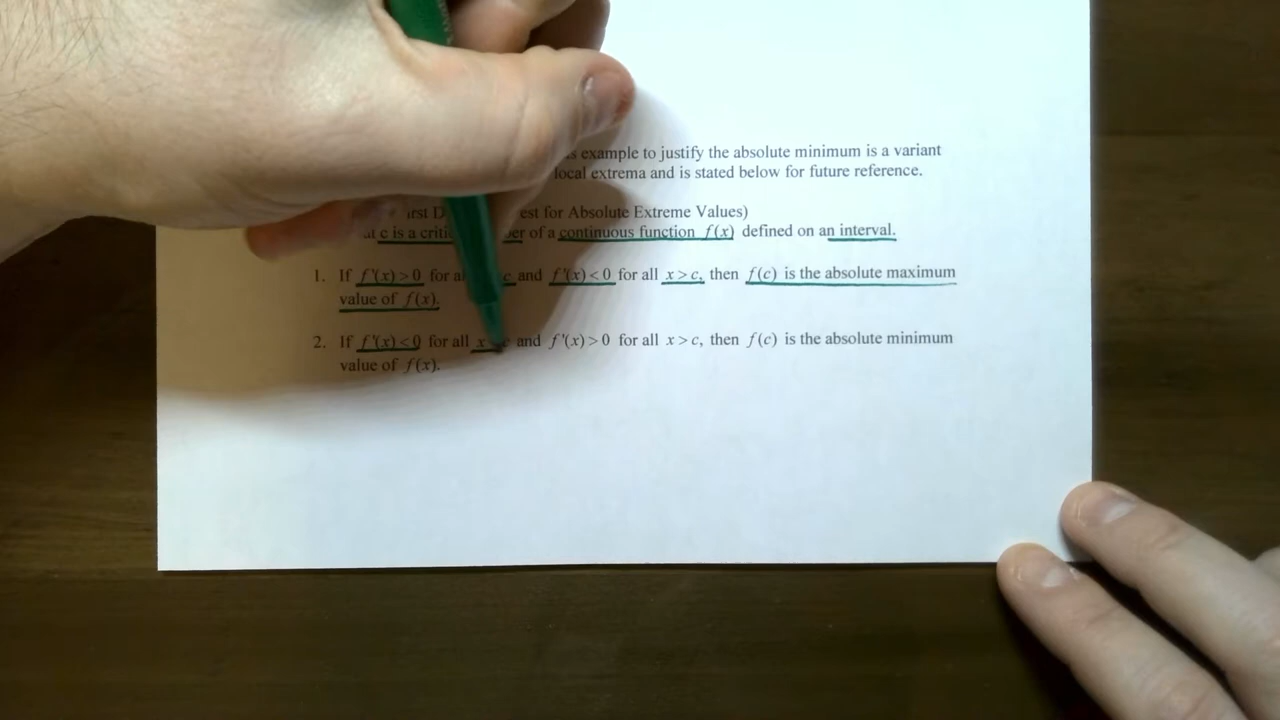 example to justify the absolute minimum is a variant
local extrema and is stated below for future reference.
for Absolute Extreme Values)
c is a of a continuous function f(x) defined on an interval.
1. If f'(x) > 0 for and f'(x) < 0 for all x > c, then f(c) is the absolute maximum
value of f(x).
2. If f'(x) < 0 for all x c and f'(x) > 0 for all x > c, then f(c) is the absolute minimum
value of f(x).